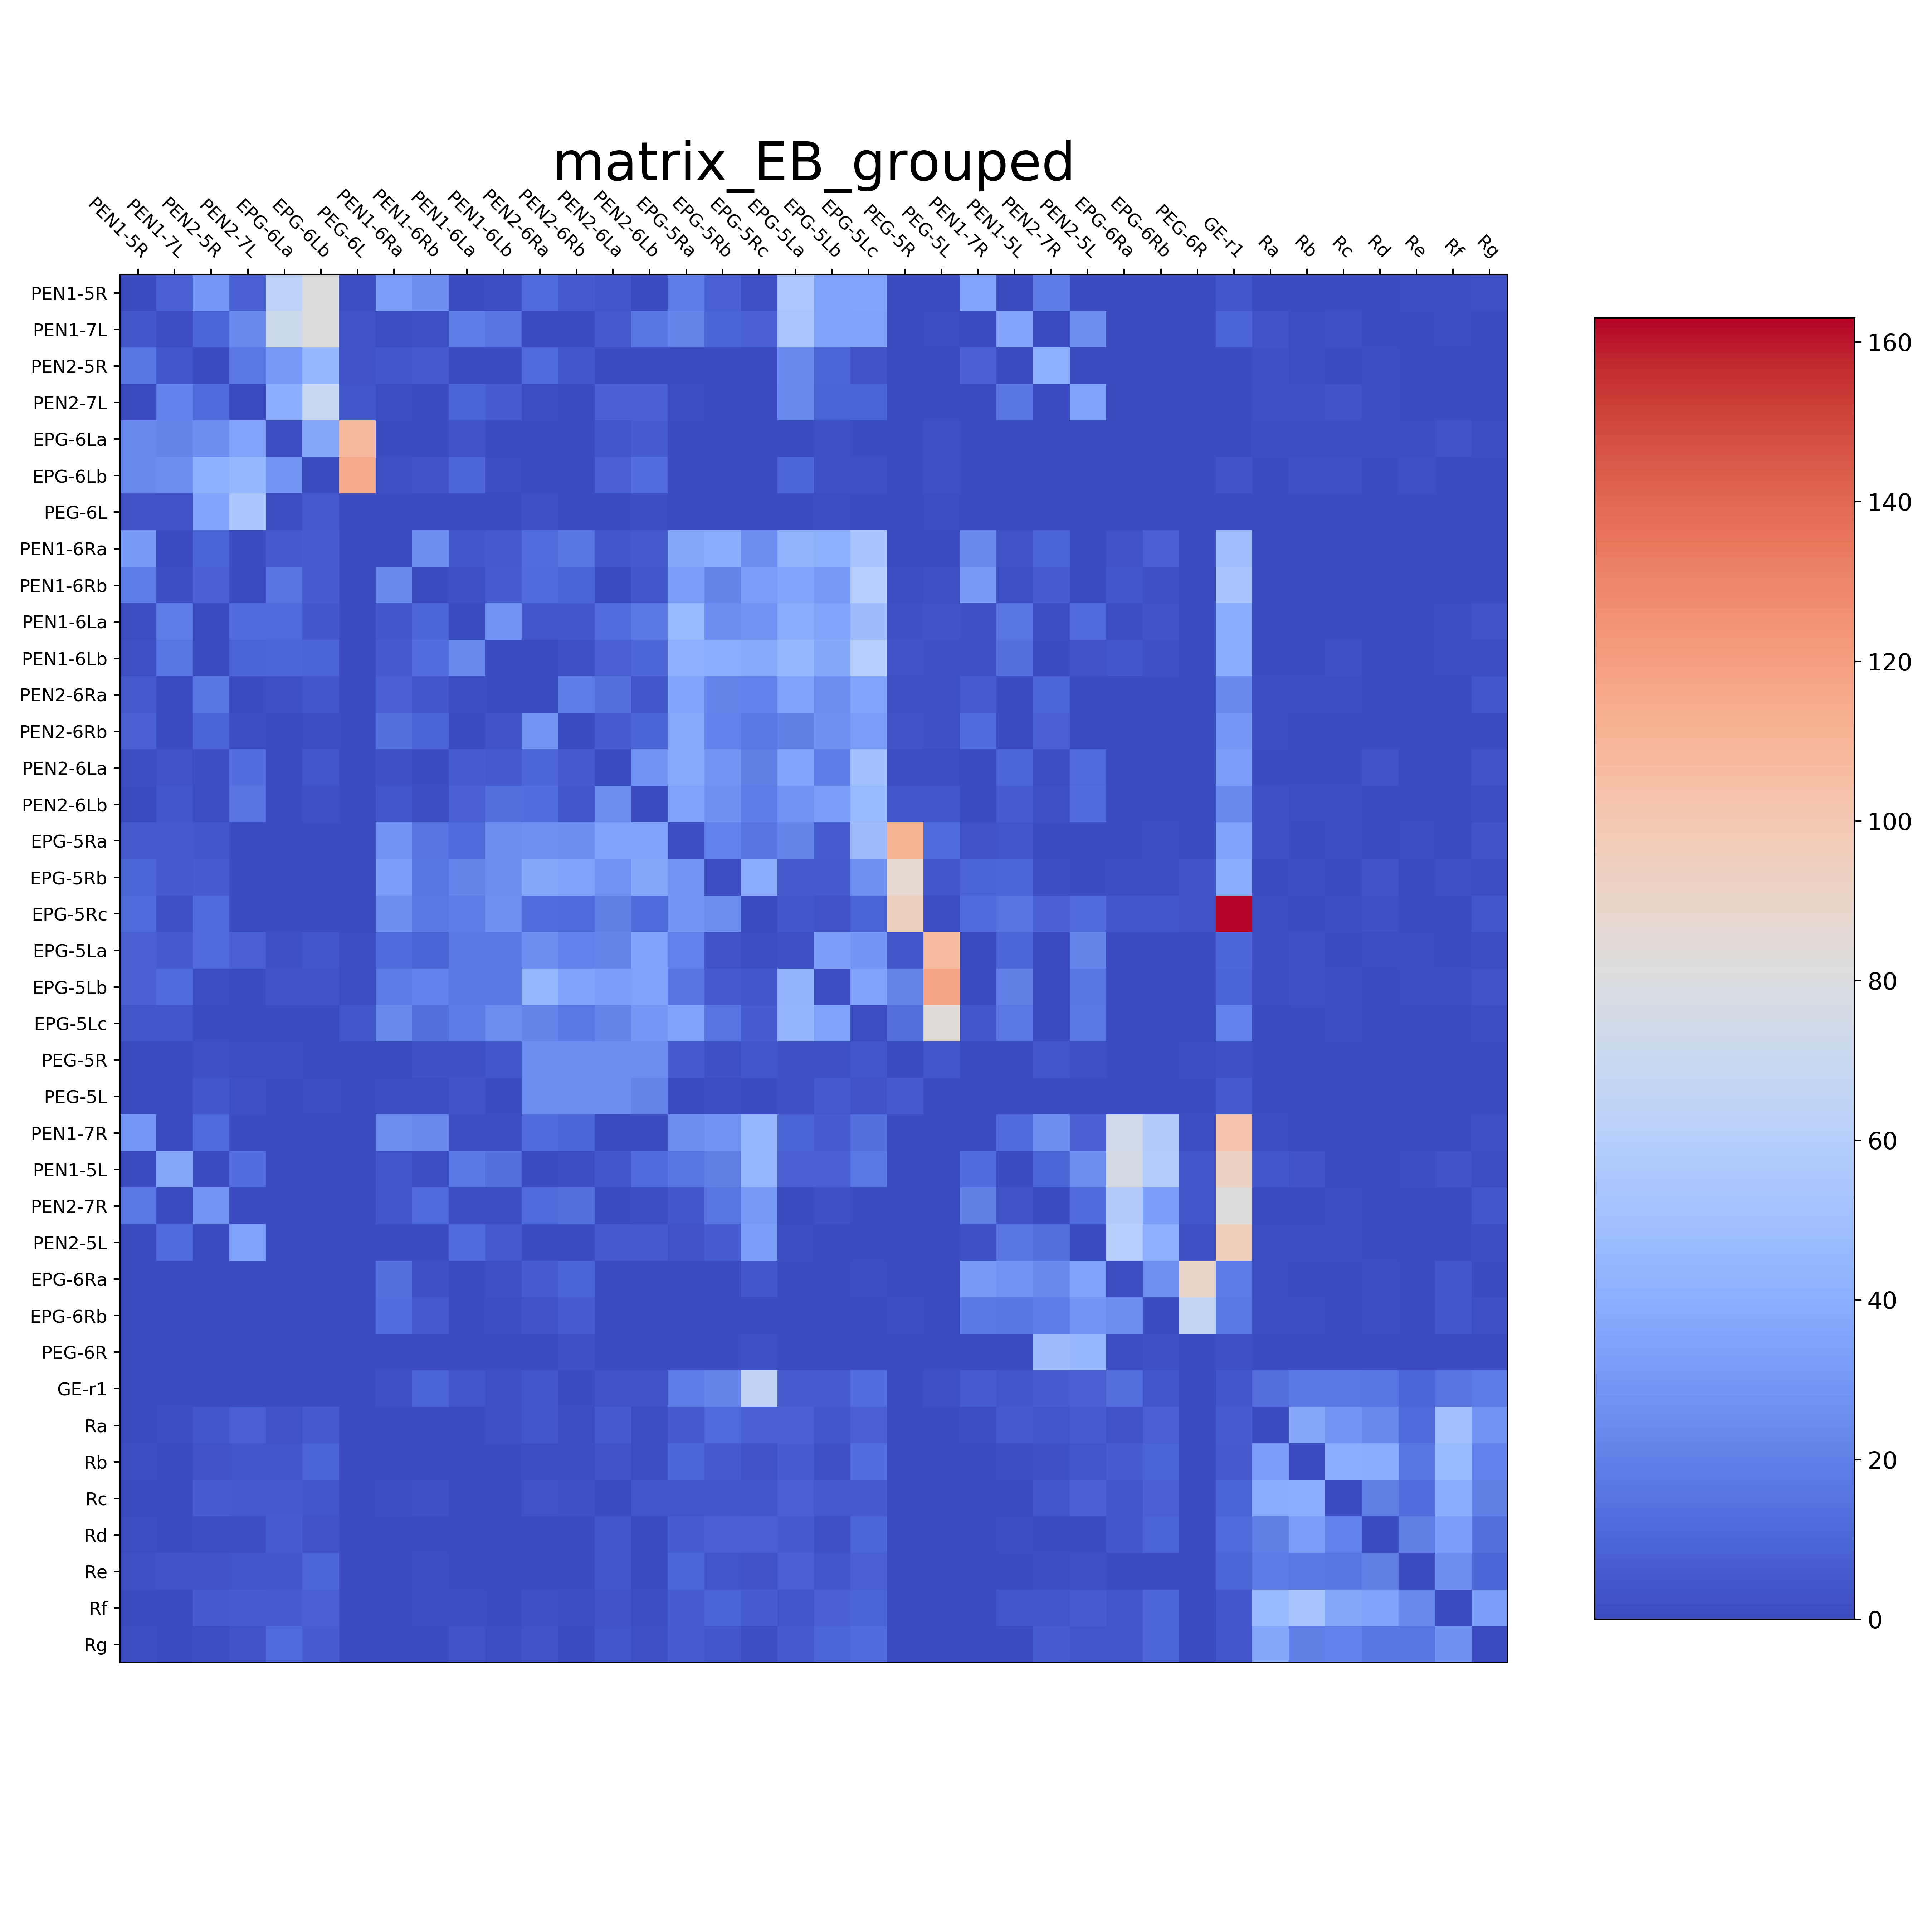 matrix_EB_grouped
PEN1-5R
PEN1-7L
PEN2-5R
PEN2-7L
EPG-6La
EPG-6Lb
PEG-6L
PEN1-6Ra
PEN1-6Rb
PEN1-6La
PEN1-6Lb
PEN2-6Ra
PEN2-6Rb
PEN2-6La
PEN2-6Lb
EPG-5Ra
EPG-5Rb
EPG-5Rc
EPG-5La
EPG-5Lb
EPG-5Lc
PEG-5R
PEG-5L
PEN1-7R
PEN1-5L
PEN2-7R
PEN2-5L
EPG-6Ra
EPG-6Rb
PEG-6R
GE-r1
Ra
Rb
Rc
Rd
Re
Rf
Rg
PEN1-5R
PEN1-7L
PEN2-5R
PEN2-7L
EPG-6La
EPG-6Lb
PEG-6L
PEN1-6Ra
PEN1-6Rb
PEN1-6La
PEN1-6Lb
PEN2-6Ra
PEN2-6Rb
PEN2-6La
PEN2-6Lb
EPG-5Ra
EPG-5Rb
EPG-5Rc
EPG-5La
EPG-5Lb
EPG-5Lc
PEG-5R
PEG-5L
PEN1-7R
PEN1-5L
PEN2-7R
PEN2-5L
EPG-6Ra
EPG-6Rb
PEG-6R
GE-r1
Ra
Rb
Rc
Rd
Re
Rf
Rg
160
140
120
100
80
60
40
20
0